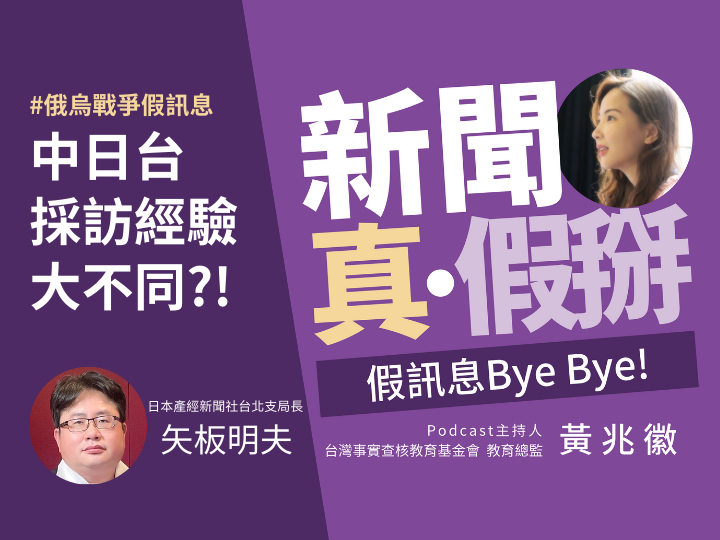 #俄烏戰爭假訊息
中日台
採訪經驗
大不同?!
日本產經新聞社台北支局長
矢板明夫
新聞
真·假掰
假訊息Bye Bye!
Podcast主持人
台灣事實查核教育基金會 教育總監
黃兆徽